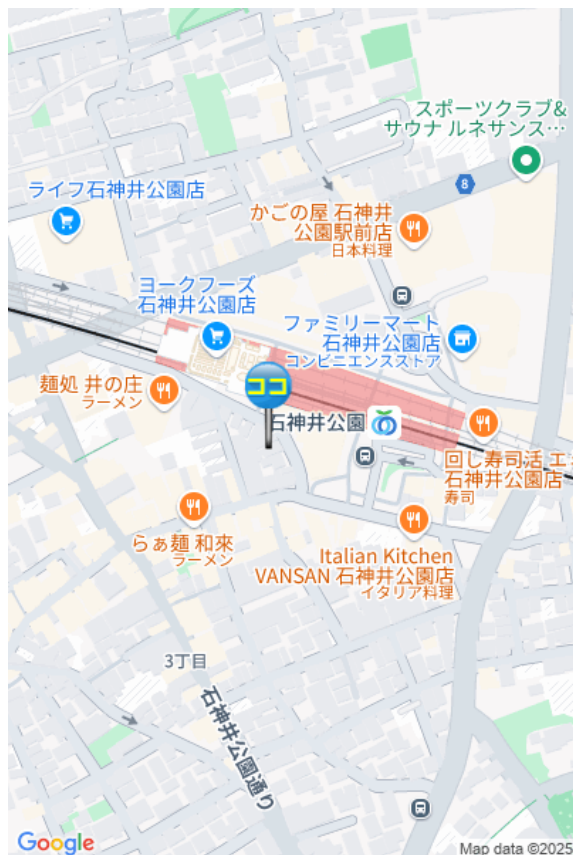 スポーツクラブ&
サウナ ルネサンス…
8
ライフ石神井公園店
かごの屋 石神井
公園駅前店
日本料理
ヨークフーズ
石神井公園店
ファミリーマート
石神井公園店
コンビニエンスストア
麺処 井の庄
ラーメン
ココ
石神井公園
回し寿司活 エ
石神井公園店
寿司
らぁ麺 和來
ラーメン
Italian Kitchen
VANSAN 石神井公園店
イタリア料理
3丁目
石神井公園通り
Google
Map data ©2025